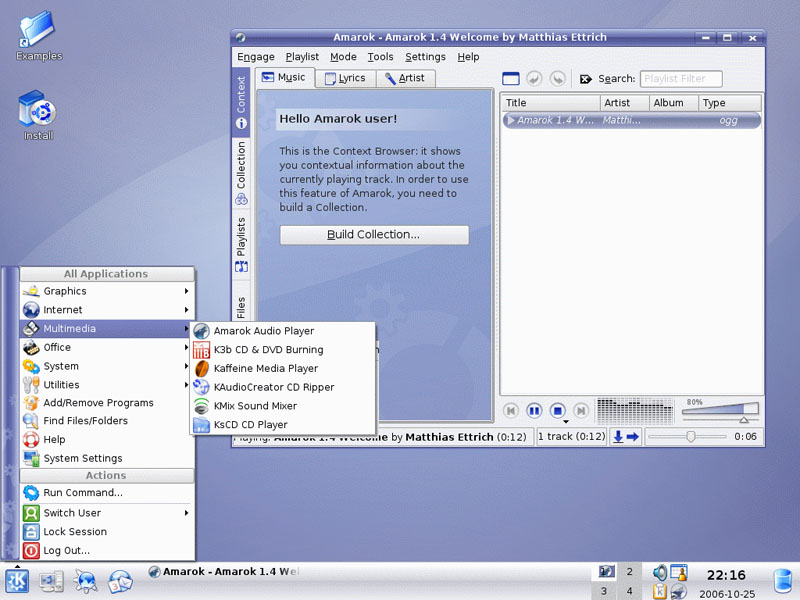 Examples
Install
Amarok - Amarok 1.4 Welcome by Matthias Ettrich
Engage Playlist Mode Tools Settings Help
Context
Collection
Playlists
Files
Music Lyrics Artist
Hello Amarok user!
This is the Context Browser: it shows
you contextual information about the
currently playing track. In order to use
this feature of Amarok, you need to
build a Collection.
Build Collection...
Search: Playlist Filter
Title Artist Album Type
Amarok 1.4 W... Matthi... ogg
80%
Playing: Amarok 1.4 Welcome by Matthias Ettrich (0:12)
1 track (0:12)
0:06
All Applications
Graphics
Internet
Multimedia
Office
System
Utilities
Add/Remove Programs
Find Files/Folders
Help
System Settings
Actions
Run Command...
Switch User
Lock Session
Log Out...
Amarok Audio Player
K3b CD & DVD Burning
Kaffeine Media Player
KAudioCreator CD Ripper
KMix Sound Mixer
KsCD CD Player
Amarok - Amarok 1.4 Wel
2
3 4
22:16
2006-10-25